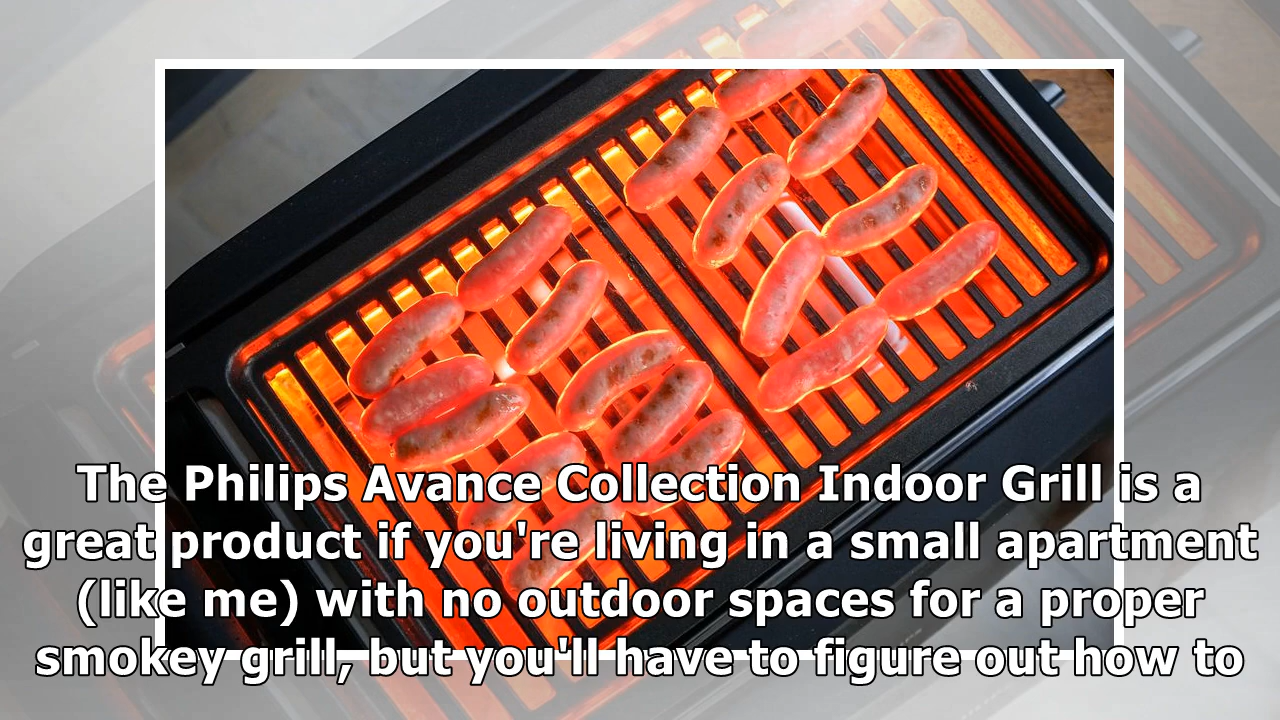 The Philips Avance Collection Indoor Grill is a
great product if you're living in a small apartment
(like me) with no outdoor spaces for a proper
smokey grill, but you'll have to figure out how to